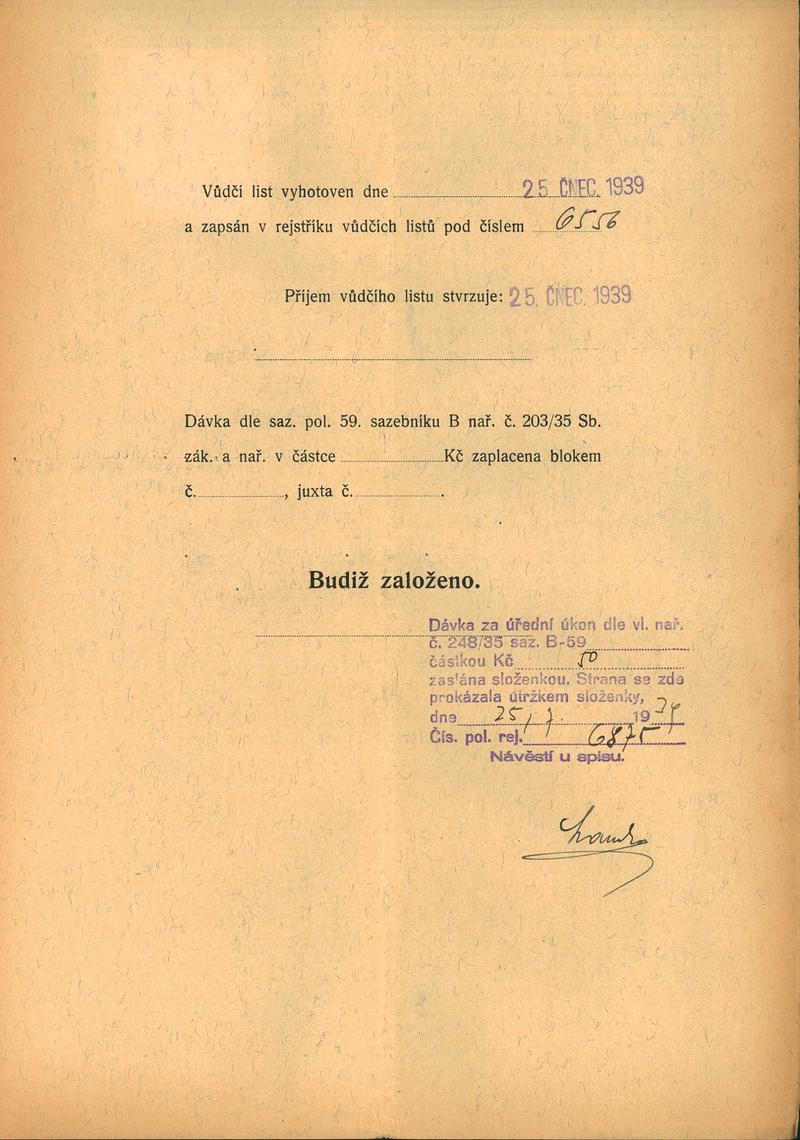 Vůdčí list vyhotoven dne 25. ČNEC. 1939
a zapsán v rejstříku vůdčích listů pod číslem 6556
Příjem vůdčího listu stvrzuje: 25. ČNEC. 1939
Dávka dle saz. pol. 59. sazebníku B nař. č. 203/35 Sb.
zák. a nař. v částce Kč zaplacena blokem
č. , juxta č. .
Budiž založeno.
Dávka za úřední úkon dle vl. nař.
č. 248/35 saz. B-59
částkou Kč 50
zaslána složenkou. Strana se zde
prokázala útržkem složenky,
dne 25/7. 1939
Čís. pol. rej. 6875
Návěstí u spisu.